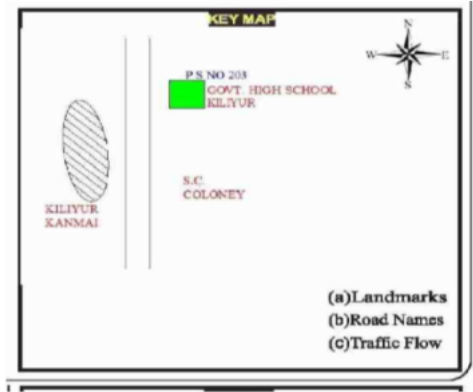 KEY MAP
N
W E
S
P.S NO 203
GOVT. HIGH SCHOOL
KILIYUR
S.C.
COLONEY
KILIYUR
KANMAI
(a)Landmarks
(b)Road Names
(c)Traffic Flow